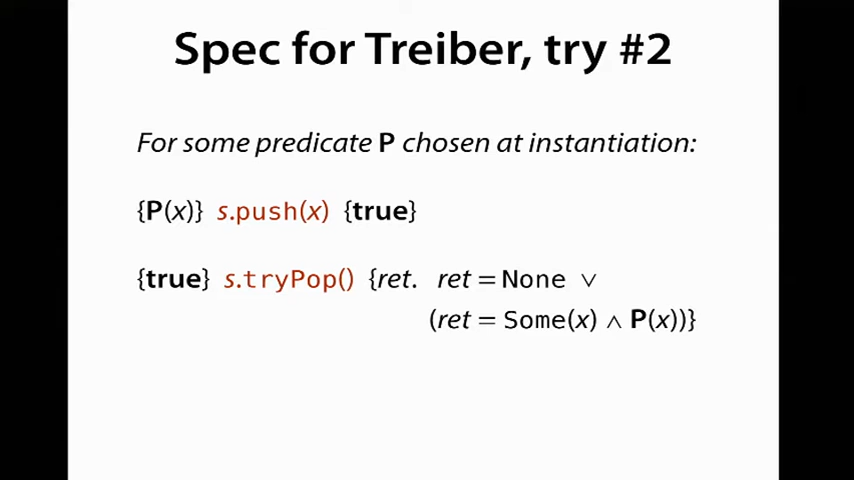 Spec for Treiber, try #2
For some predicate P chosen at instantiation:
{P(x)} s.push(x) {true}
{true} s.tryPop() {ret. ret = None ∨
(ret = Some(x) ∧ P(x))}